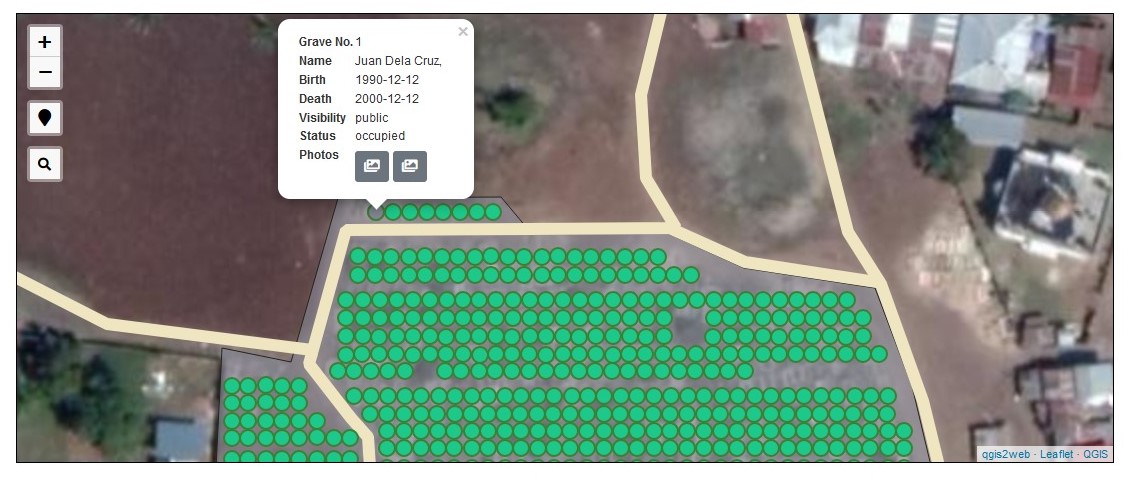 +
−
×
Grave No. 1
Name Juan Dela Cruz,
Birth 1990-12-12
Death 2000-12-12
Visibility public
Status occupied
Photos
qgis2web · Leaflet · QGIS